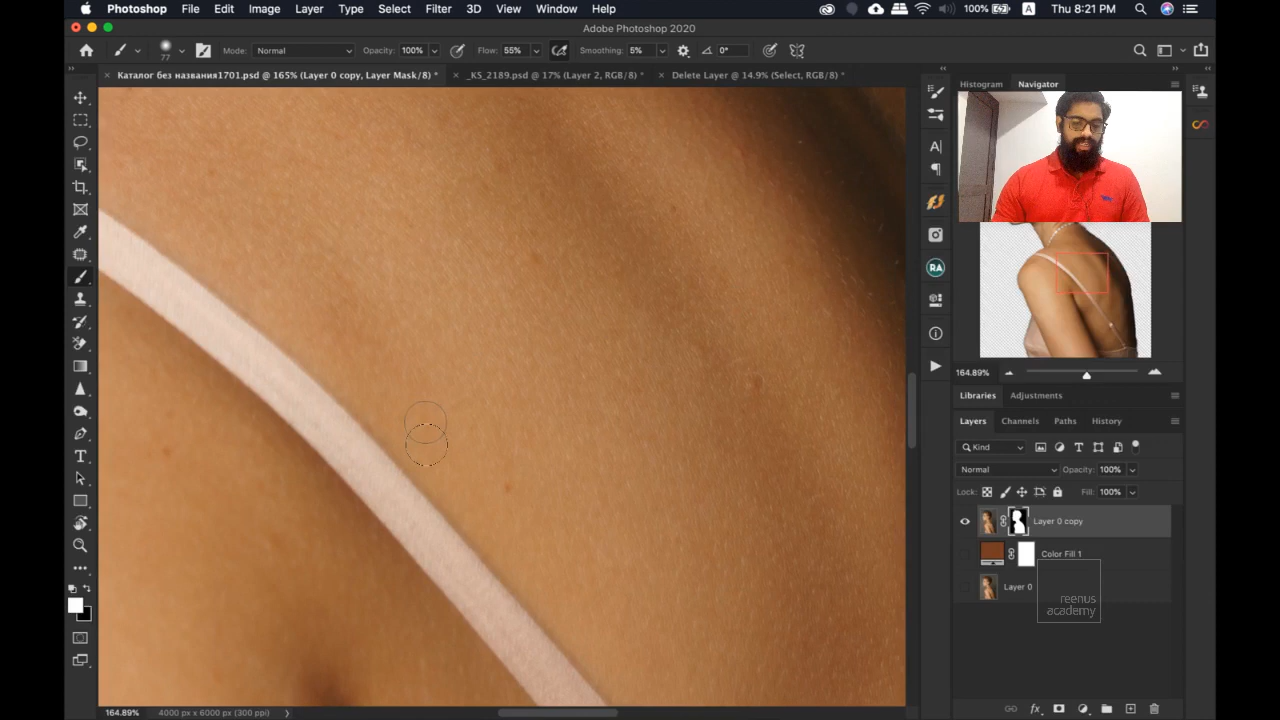 Photoshop File Edit Image Layer Type Select Filter 3D View Window Help 100% A Thu 8:21 PM
Adobe Photoshop 2020
77 Mode: Normal Opacity: 100% Flow: 55% Smoothing: 5% 0°
Каталог без названия1701.psd @ 165% (Layer 0 copy, Layer Mask/8) *
_KS_2189.psd @ 17% (Layer 2, RGB/8) *
Delete Layer @ 14.9% (Select, RGB/8) *
Histogram Navigator
RA
164.89%
Libraries Adjustments
Layers Channels Paths History
Kind
Normal Opacity: 100%
Lock: Fill: 100%
Layer 0 copy
Color Fill 1
Layer 0
reenus
academy
fx
164.89% 4000 px x 6000 px (300 ppi)